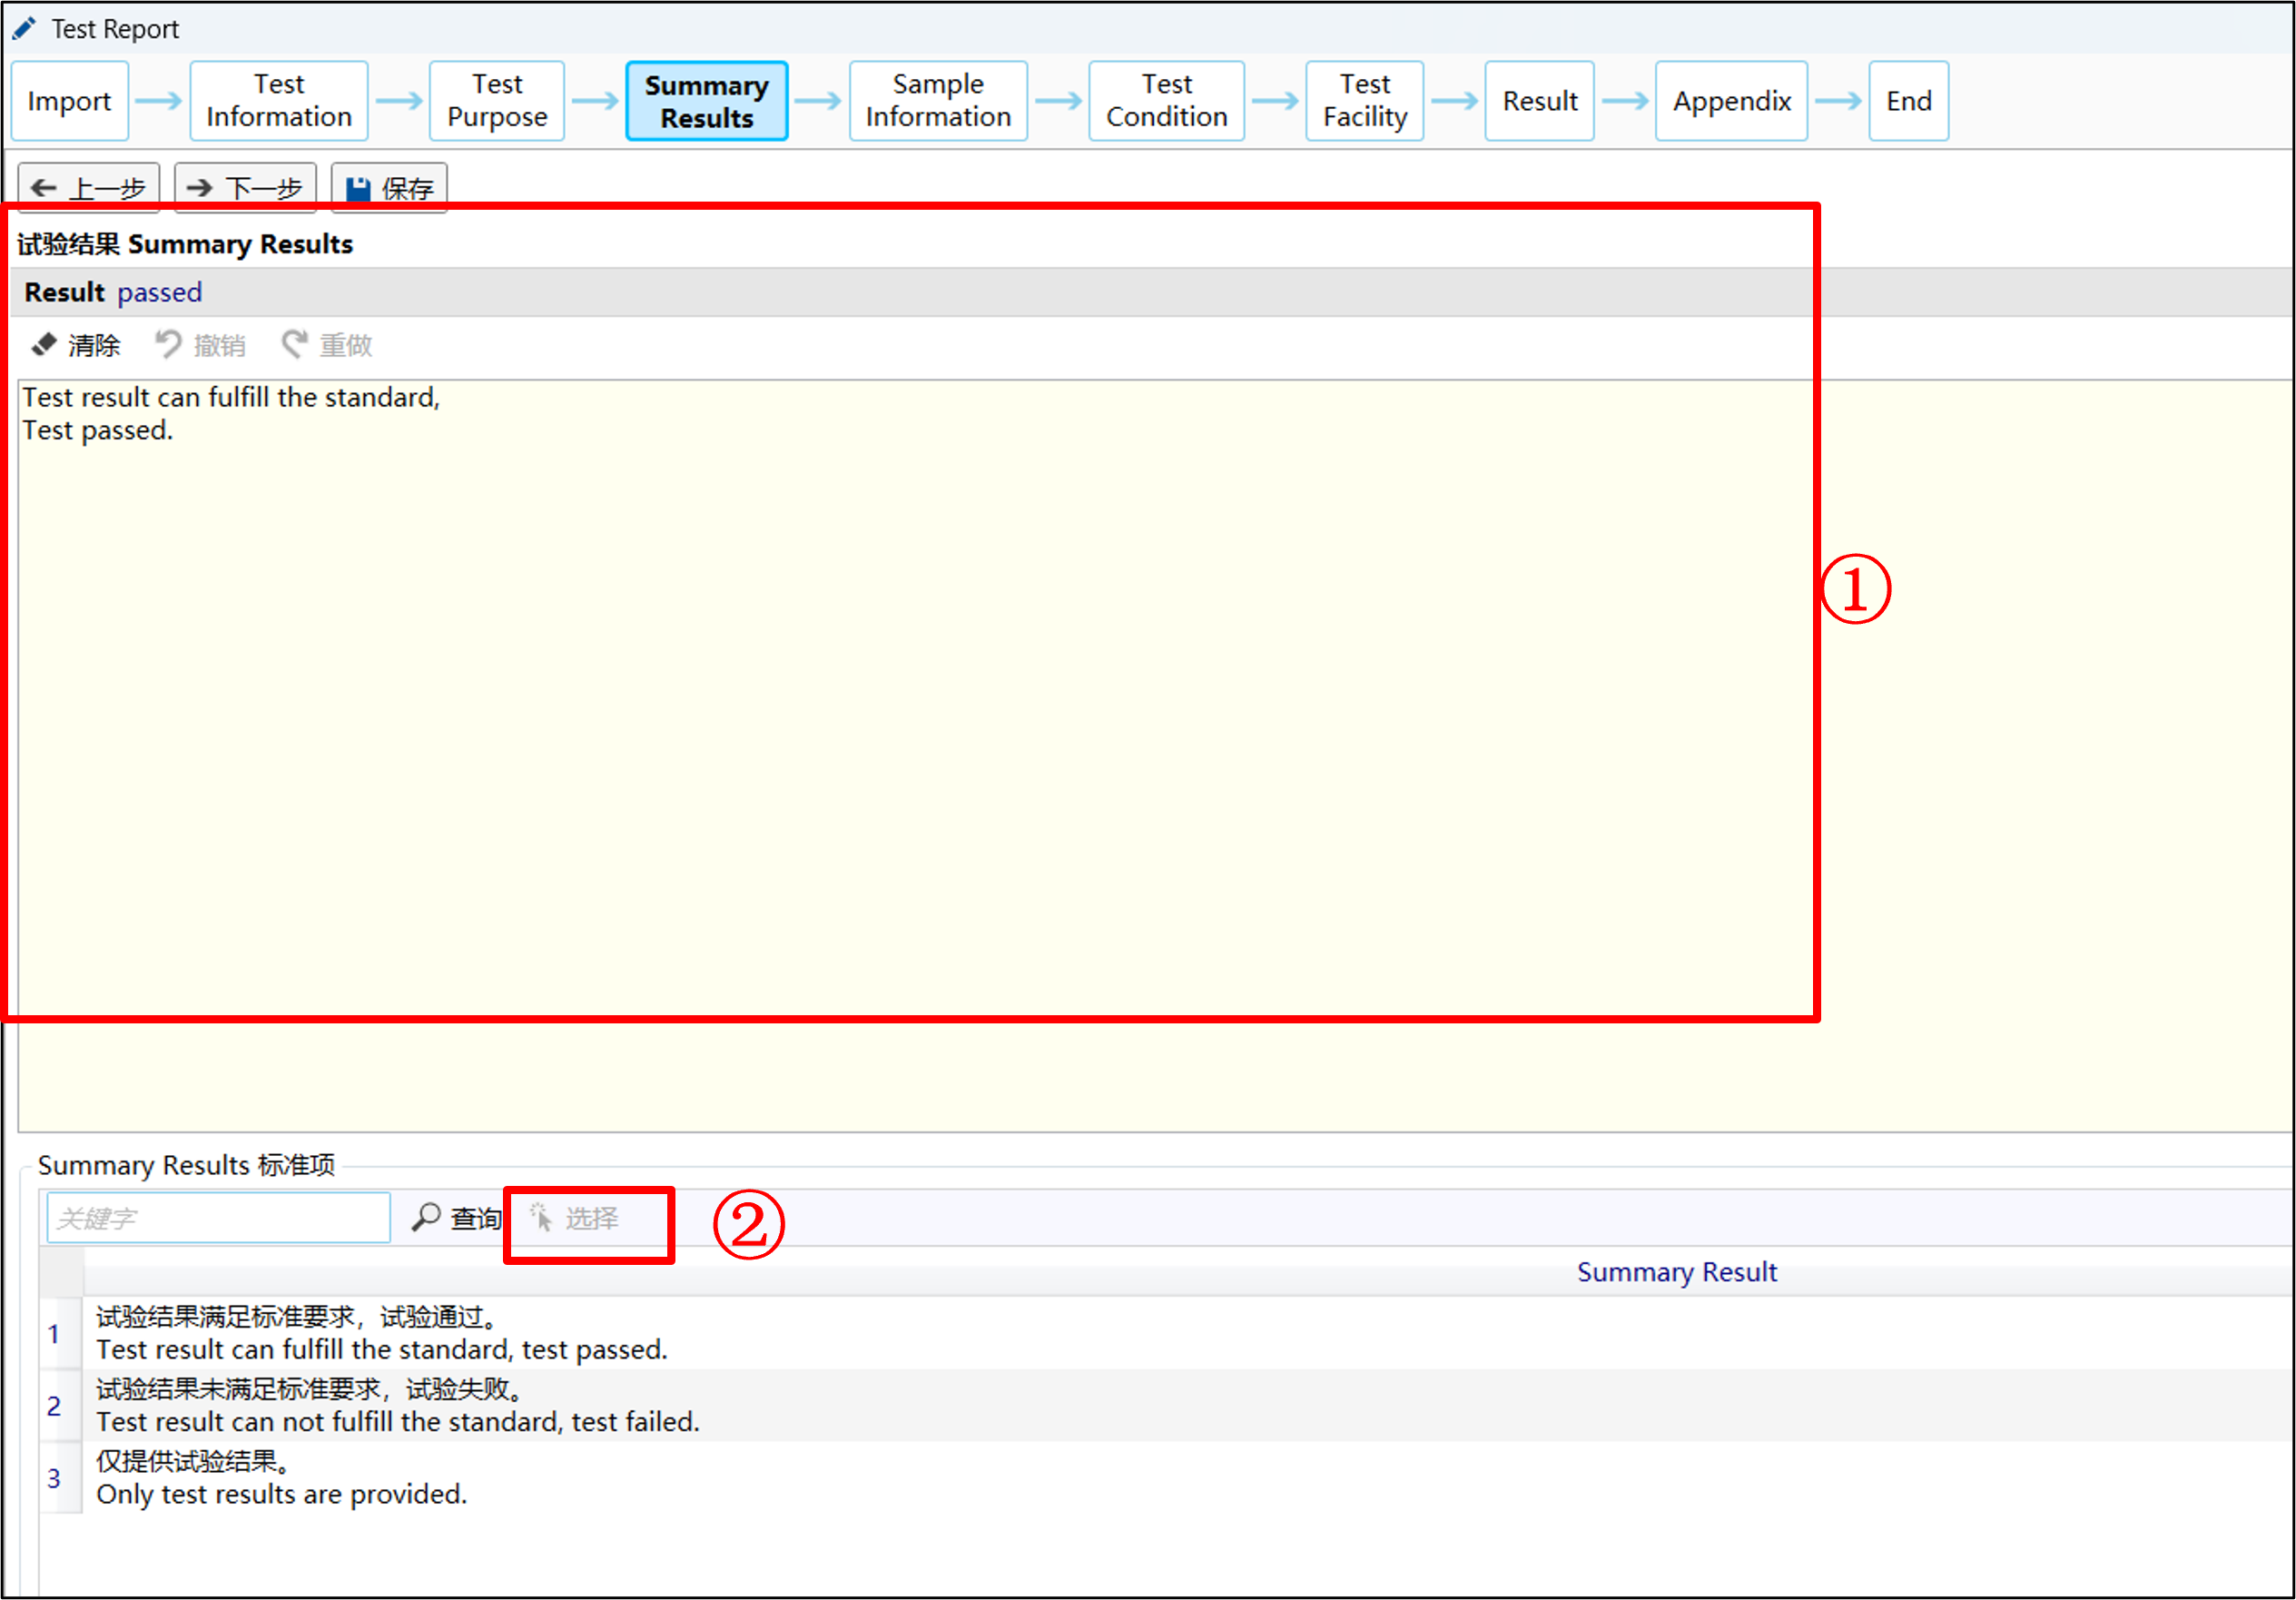 Test Report
Import
Test
Information
Test
Purpose
Summary
Results
Sample
Information
Test
Condition
Test
Facility
Result
Appendix
End
上一步
下一步
保存
试验结果 Summary Results
Result passed
清除
撤销
重做
Test result can fulfill the standard,
Test passed.
①
Summary Results 标准项
关键字
查询
选择
②
Summary Result
1
试验结果满足标准要求，试验通过。
Test result can fulfill the standard, test passed.
2
试验结果未满足标准要求，试验失败。
Test result can not fulfill the standard, test failed.
3
仅提供试验结果。
Only test results are provided.